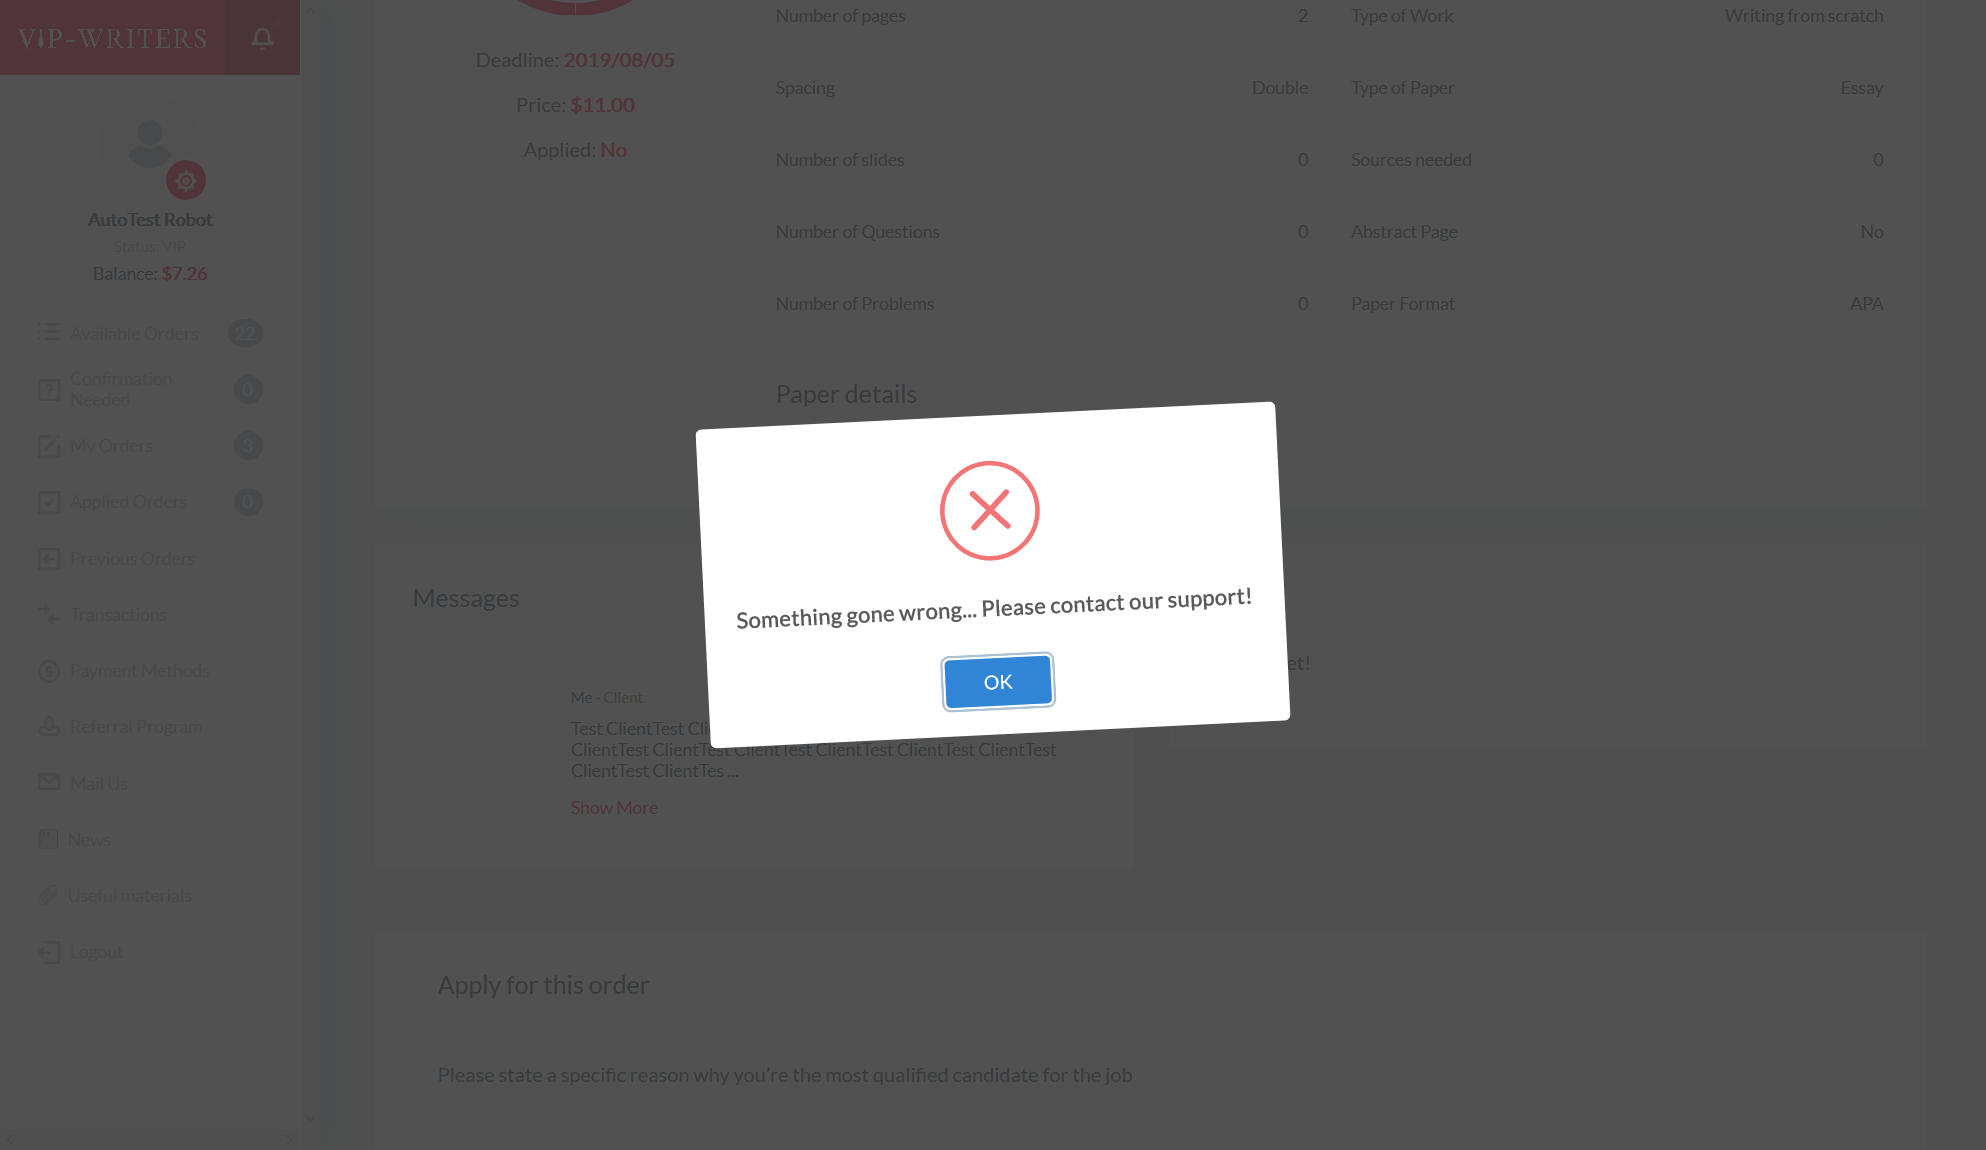 VIP-WRITERS
AutoTest Robot
Status: VIP
Balance: $7.26
Available Orders 22
Confirmation
Needed 0
My Orders 3
Applied Orders 0
Previous Orders
Transactions
Payment Methods
Referral Program
Mail Us
News
Useful materials
Logout
Deadline: 2019/08/05
Price: $11.00
Applied: No
Number of pages 2 Type of Work Writing from scratch
Spacing Double Type of Paper Essay
Number of slides 0 Sources needed 0
Number of Questions 0 Abstract Page No
Number of Problems 0 Paper Format APA
Paper details
Something gone wrong... Please contact our support!
OK
Messages
Me - Client
Test ClientTest
ClientTest ClientTest ClientTest ClientTest ClientTest ClientTest
ClientTest ClientTes ...
Show More
Apply for this order
Please state a specific reason why you're the most qualified candidate for the job